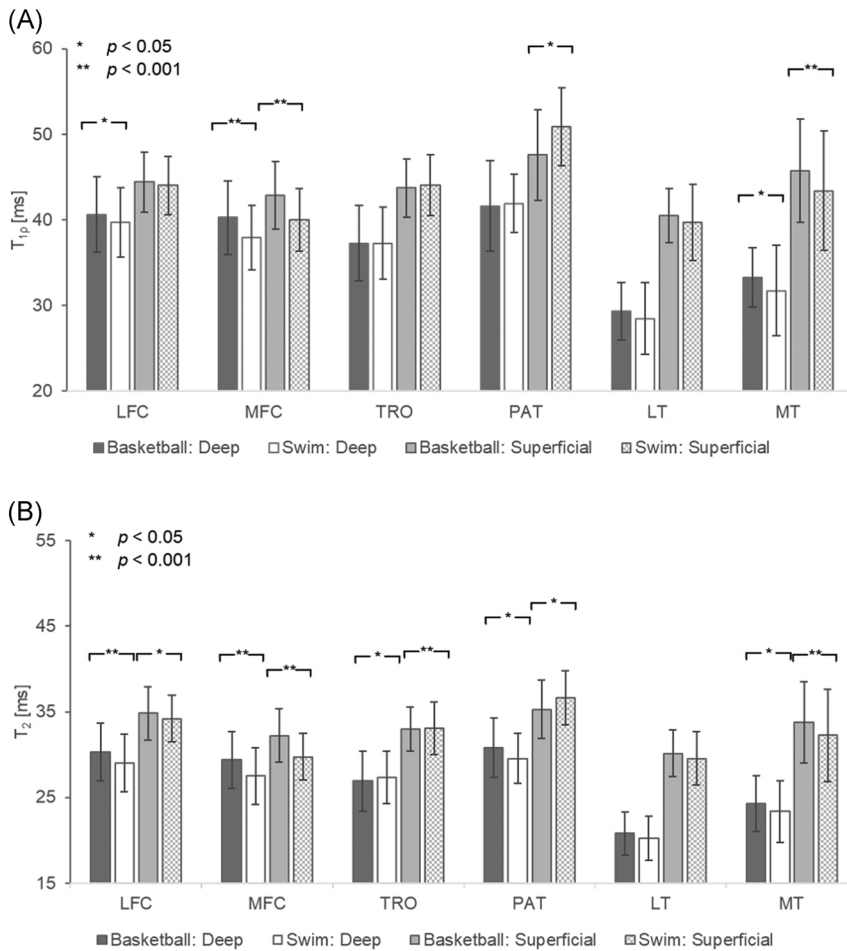 (A)
60
* p < 0.05
** p < 0.001
* ** ** * * **
50
40
30
20
T1ρ [ms]
LFC MFC TRO PAT LT MT
Basketball: Deep Swim: Deep Basketball: Superficial Swim: Superficial
(B)
55
* p < 0.05
** p < 0.001
45
** * ** ** * ** * * * **
35
25
15
T2 [ms]
LFC MFC TRO PAT LT MT
Basketball: Deep Swim: Deep Basketball: Superficial Swim: Superficial